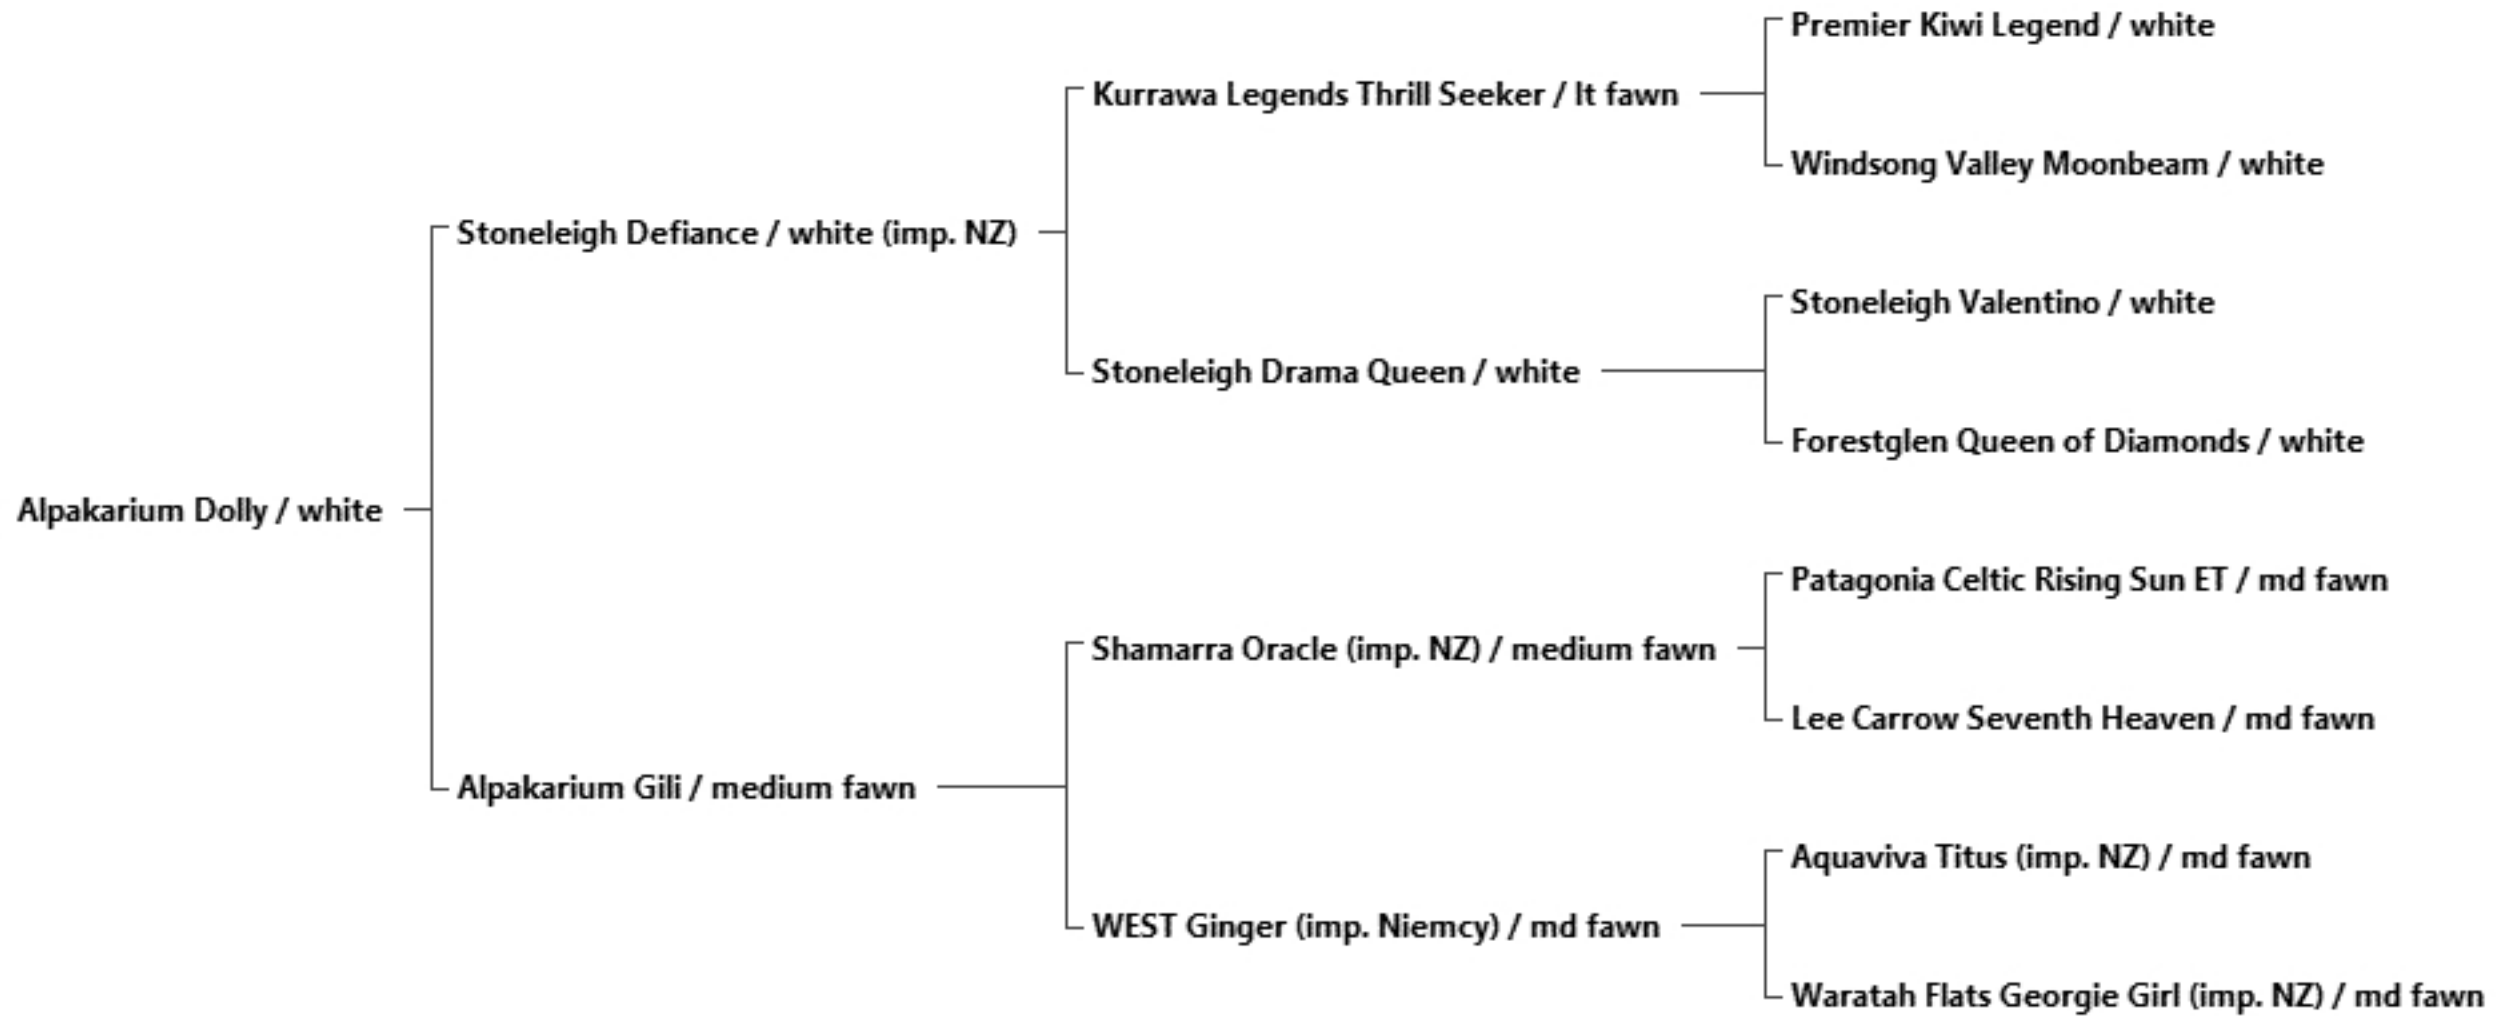 Premier Kiwi Legend / white
Kurrawa Legends Thrill Seeker / lt fawn
Windsong Valley Moonbeam / white
Stoneleigh Defiance / white (imp. NZ)
Stoneleigh Valentino / white
Stoneleigh Drama Queen / white
Forestglen Queen of Diamonds / white
Alpakarium Dolly / white
Patagonia Celtic Rising Sun ET / md fawn
Shamarra Oracle (imp. NZ) / medium fawn
Lee Carrow Seventh Heaven / md fawn
Alpakarium Gili / medium fawn
Aquaviva Titus (imp. NZ) / md fawn
WEST Ginger (imp. Niemcy) / md fawn
Waratah Flats Georgie Girl (imp. NZ) / md fawn